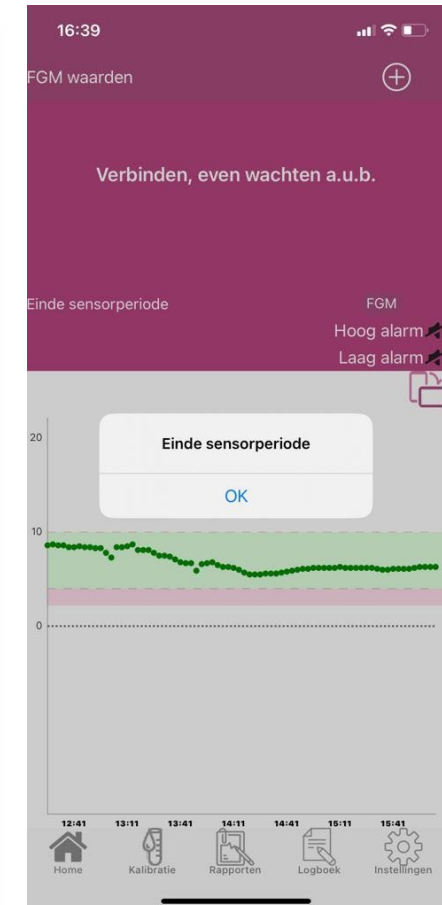 16:39
FGM waarden
Verbinden, even wachten a.u.b.
Einde sensorperiode
FGM
Hoog alarm
Laag alarm
20
Einde sensorperiode
OK
10
0
12:41 13:11 13:41 14:11 14:41 15:11 15:41
Home Kalibratie Rapporten Logboek Instellingen